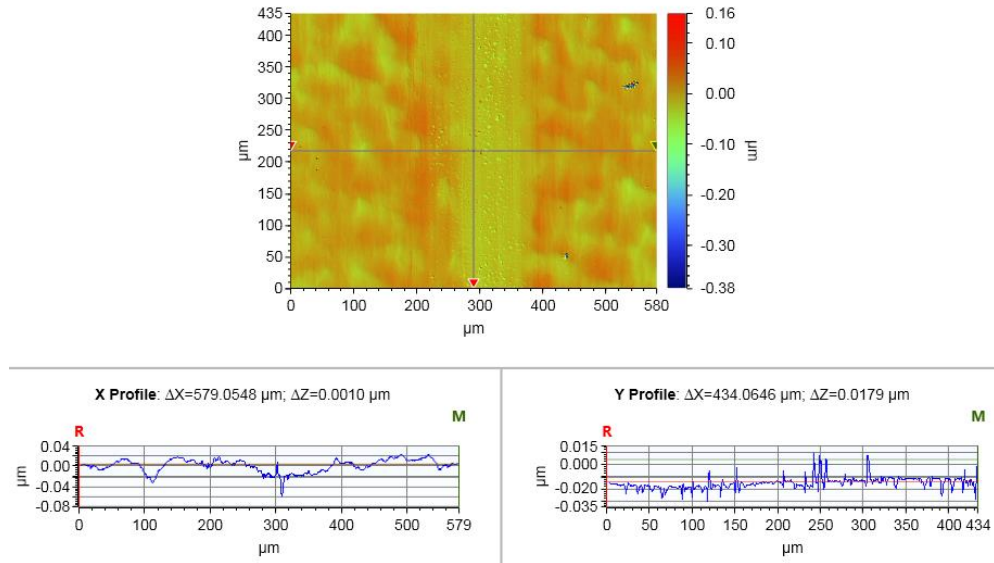 435
400
350
300
250
200
150
100
50
0
µm
0 100 200 300 400 500 580
µm
0.16
0.10
0.00
-0.10
-0.20
-0.30
-0.38
µm
X Profile: ΔX=579.0548 µm; ΔZ=0.0010 µm
R M
0.04
0.00
-0.04
-0.08
µm
0 100 200 300 400 500 579
µm
Y Profile: ΔX=434.0646 µm; ΔZ=0.0179 µm
R M
0.015
0.000
-0.020
-0.035
µm
0 50 100 150 200 250 300 350 400 434
µm